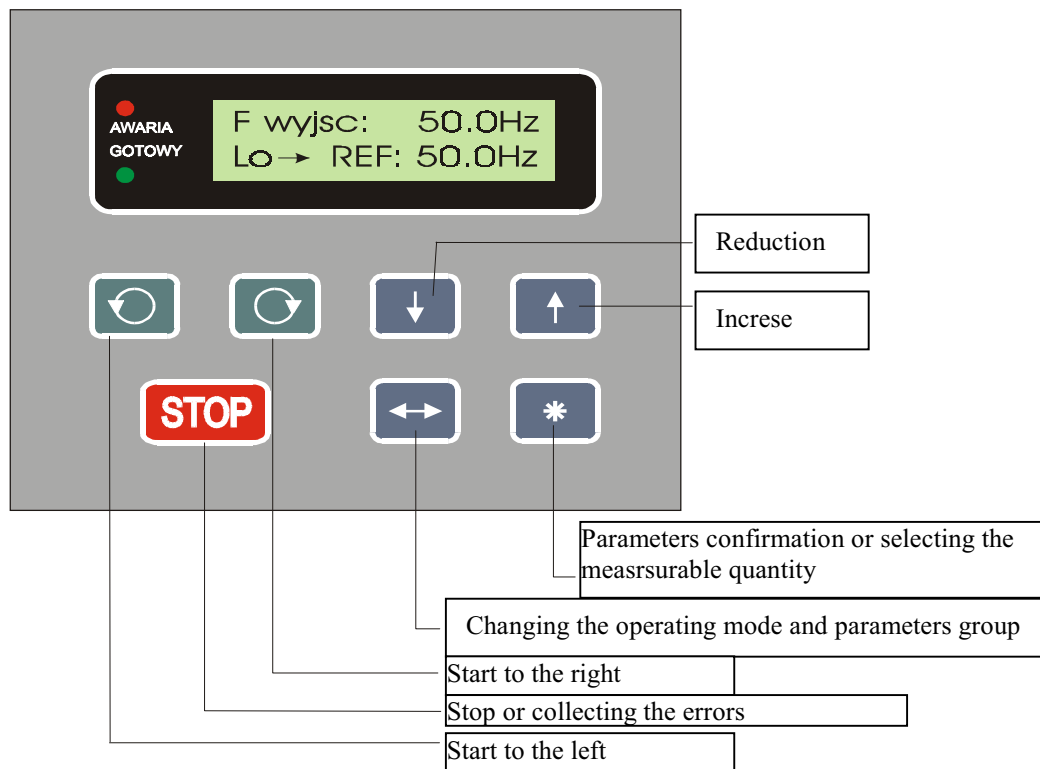 AWARIA
GOTOWY
F wyjsc: 50.0Hz
Lo→ REF: 50.0Hz
Reduction
Increse
STOP
*
Parameters confirmation or selecting the
measrsurable quantity
Changing the operating mode and parameters group
Start to the right
Stop or collecting the errors
Start to the left